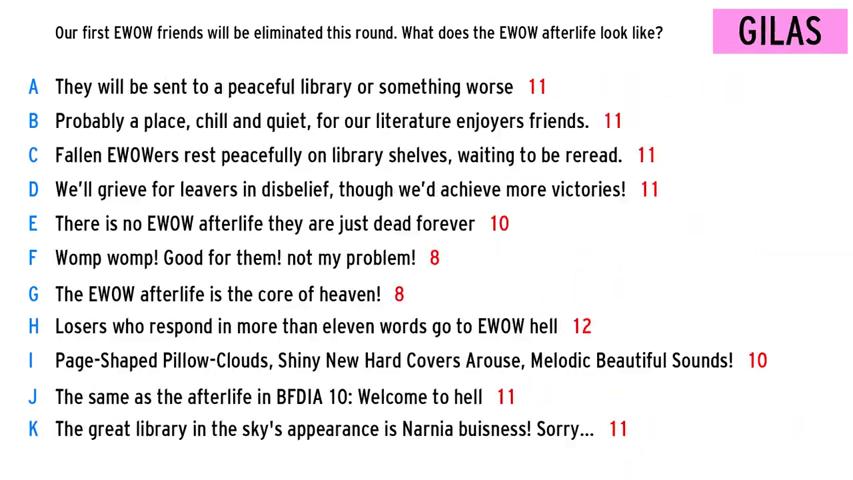 Our first EWOW friends will be eliminated this round. What does the EWOW afterlife look like?
GILAS
A They will be sent to a peaceful library or something worse 11
B Probably a place, chill and quiet, for our literature enjoyers friends. 11
C Fallen EWOWers rest peacefully on library shelves, waiting to be reread. 11
D We'll grieve for leavers in disbelief, though we'd achieve more victories! 11
E There is no EWOW afterlife they are just dead forever 10
F Womp womp! Good for them! not my problem! 8
G The EWOW afterlife is the core of heaven! 8
H Losers who respond in more than eleven words go to EWOW hell 12
I Page-Shaped Pillow-Clouds, Shiny New Hard Covers Arouse, Melodic Beautiful Sounds! 10
J The same as the afterlife in BFDIA 10: Welcome to hell 11
K The great library in the sky's appearance is Narnia buisness! Sorry... 11